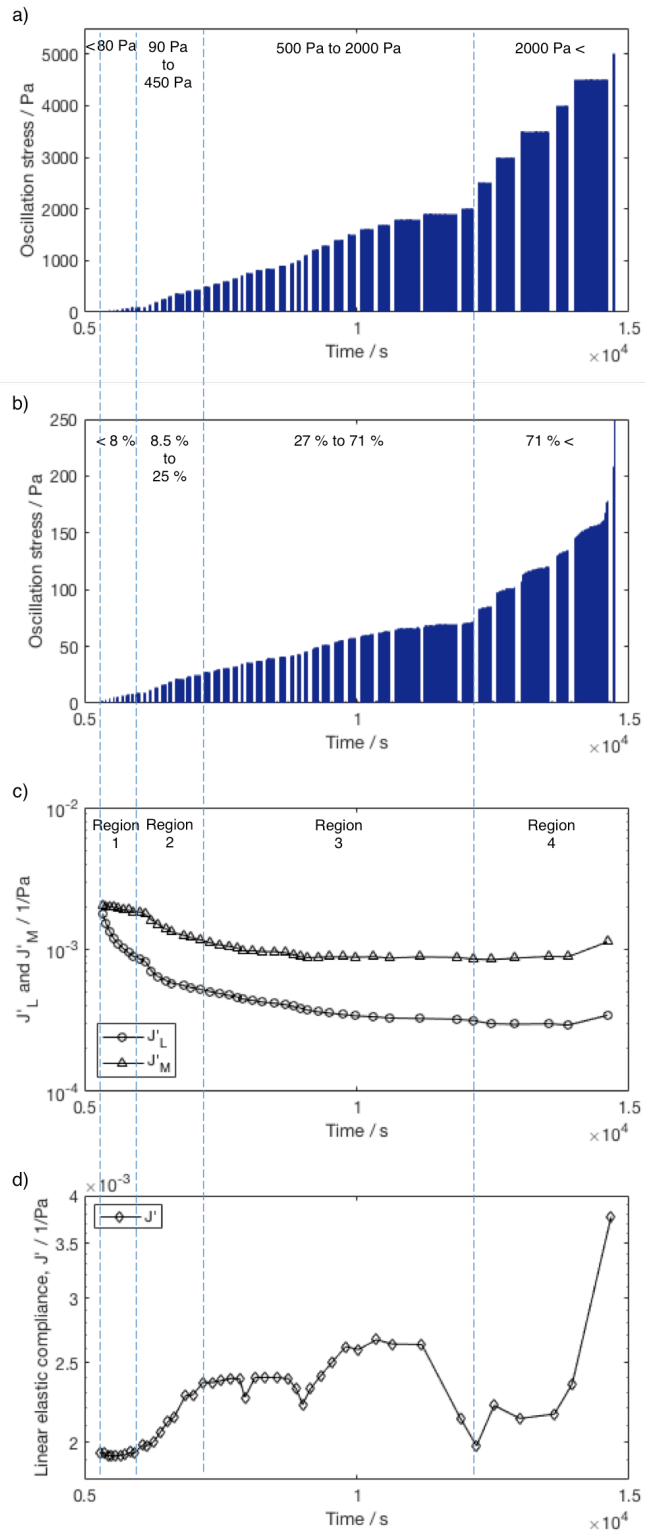 a)
<80 Pa
90 Pa
to
450 Pa
500 Pa to 2000 Pa
2000 Pa <
5000
4000
3000
2000
1000
0
Oscillation stress / Pa
0.5
1
1.5
Time / s
×10^4
b)
< 8 %
8.5 %
to
25 %
27 % to 71 %
71 % <
250
200
150
100
50
0
Oscillation stress / Pa
0.5
1
1.5
Time / s
×10^4
c)
Region
1
Region
2
Region
3
Region
4
10^-2
10^-3
10^-4
J'_L and J'_M / 1/Pa
J'_L
J'_M
0.5
1
1.5
Time / s
×10^4
d)
×10^-3
J'
4
3.5
3
2.5
2
Linear elastic compliance, J' / 1/Pa
0.5
1
1.5
Time / s
×10^4